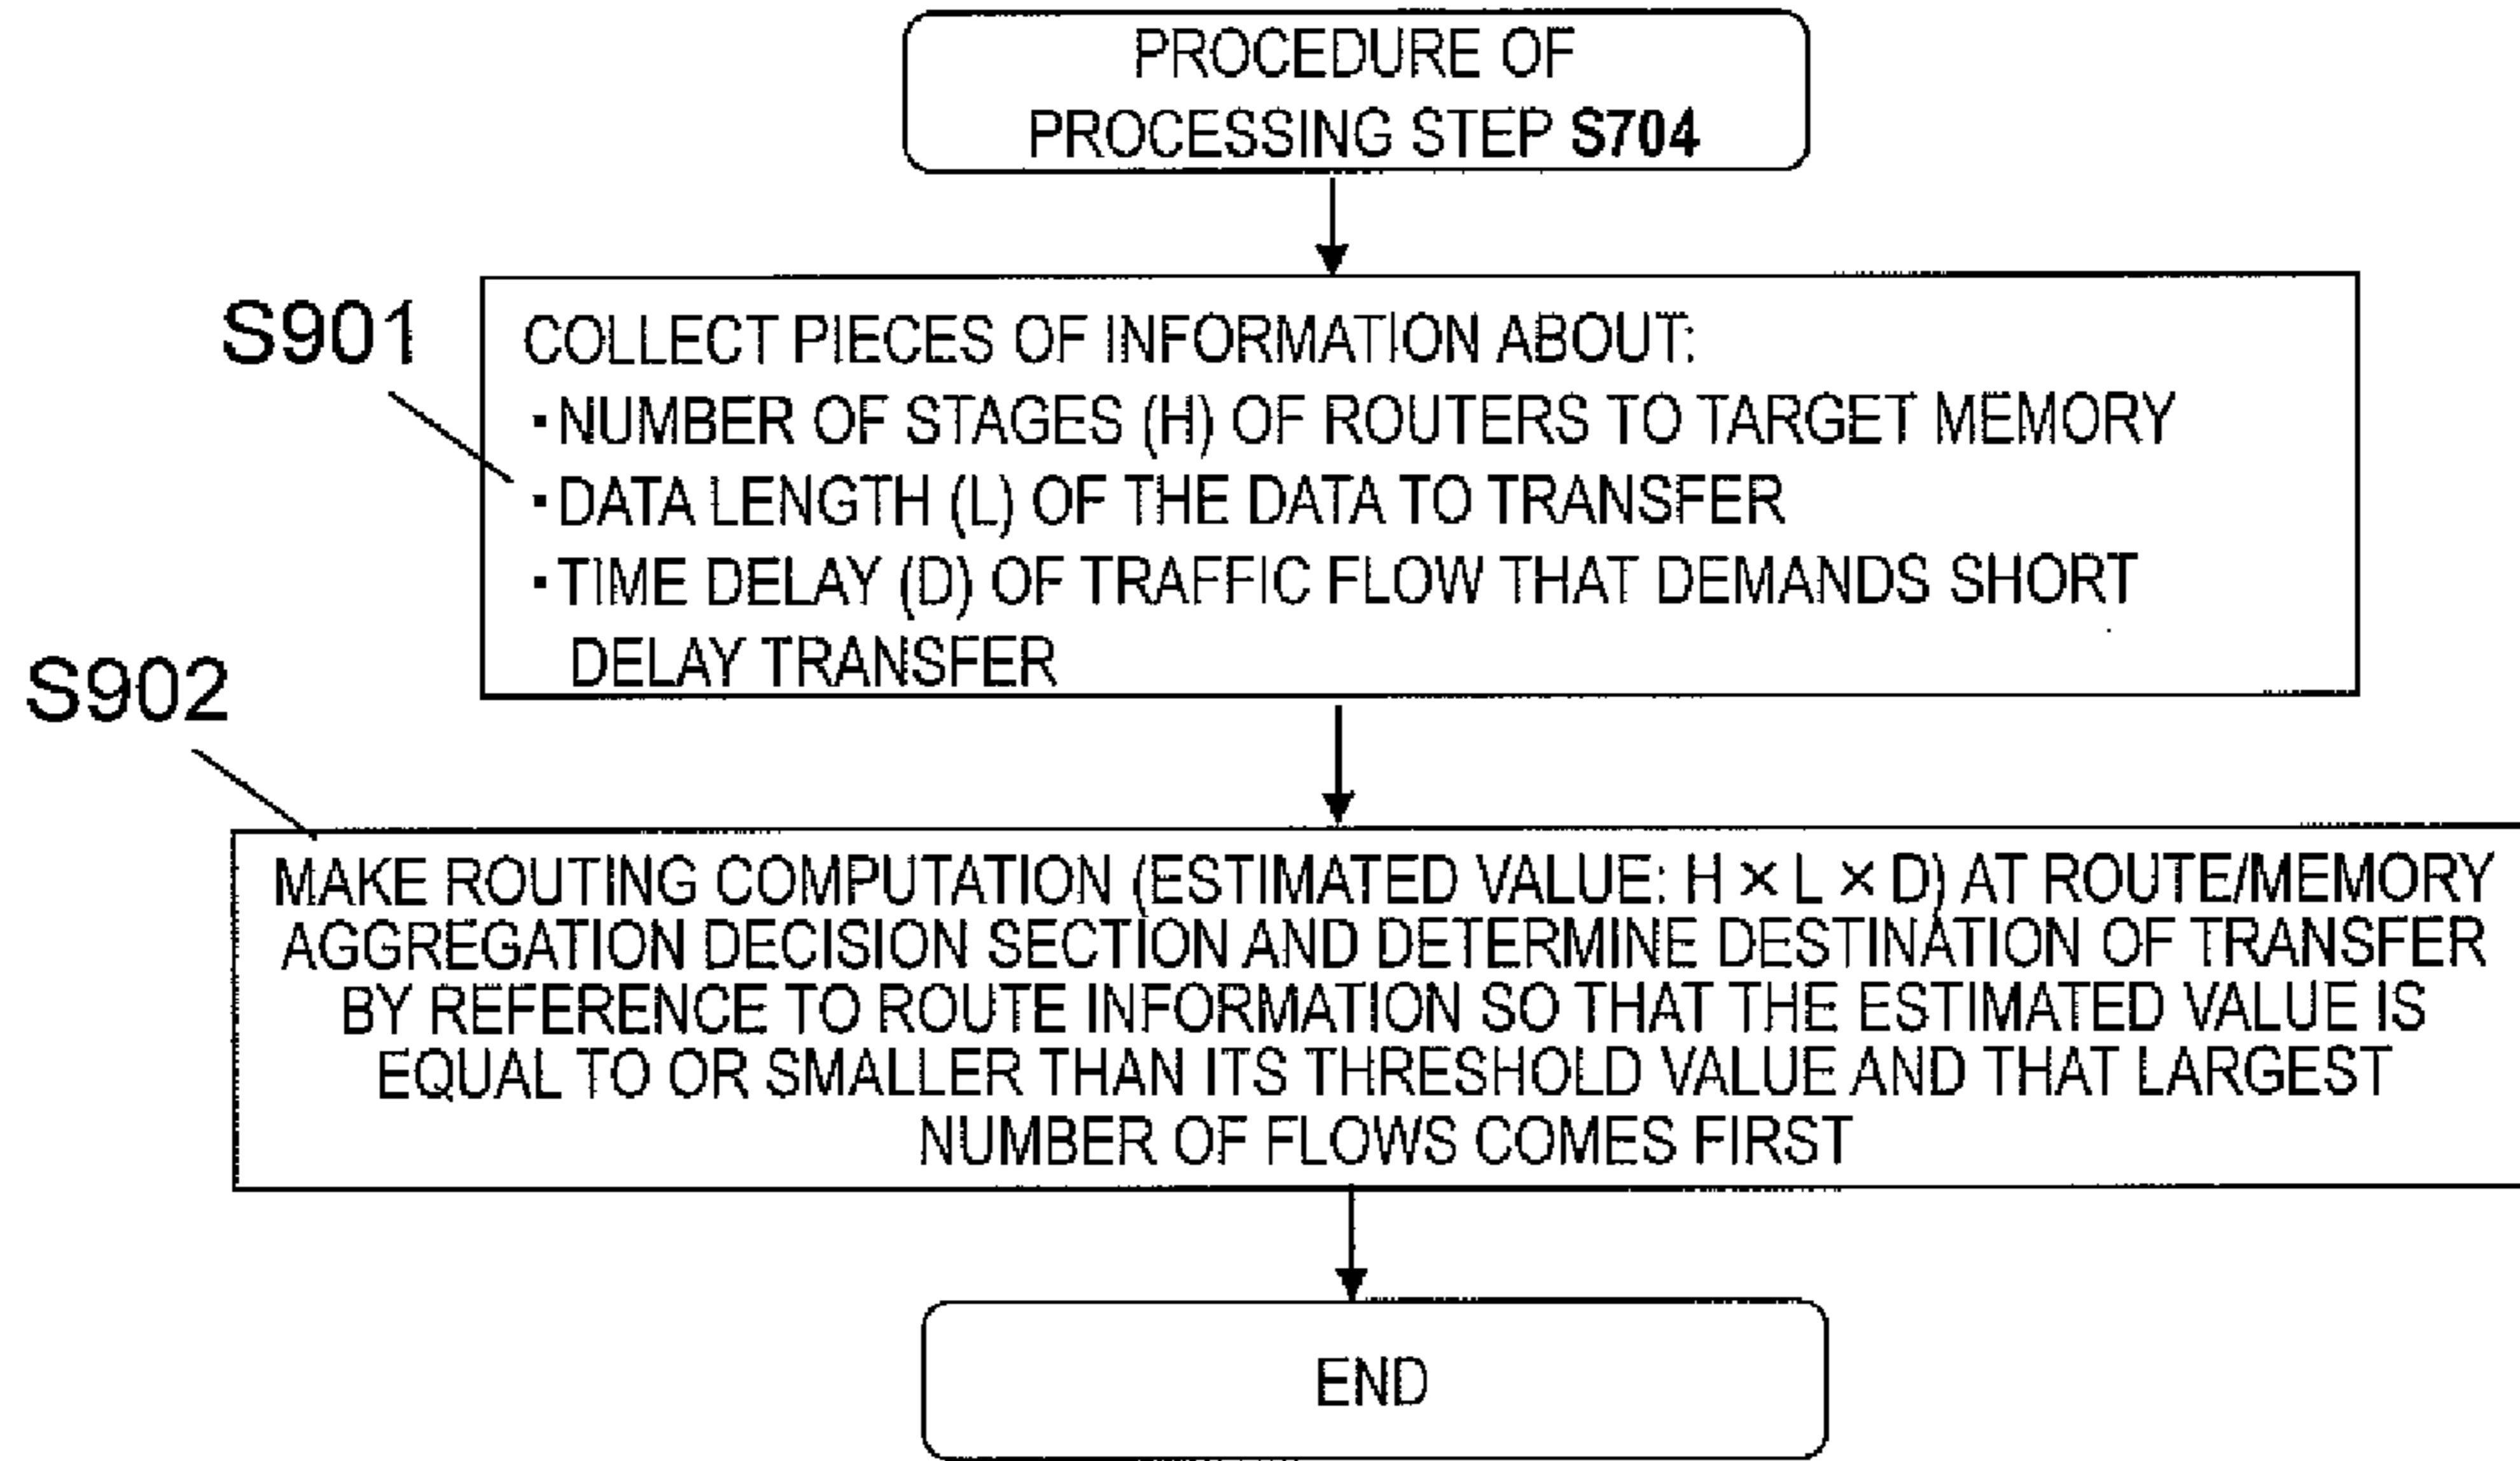 PROCEDURE OF
PROCESSING STEP S704
S901
COLLECT PIECES OF INFORMATION ABOUT:
・NUMBER OF STAGES (H) OF ROUTERS TO TARGET MEMORY
・DATA LENGTH (L) OF THE DATA TO TRANSFER
・TIME DELAY (D) OF TRAFFIC FLOW THAT DEMANDS SHORT
DELAY TRANSFER
S902
MAKE ROUTING COMPUTATION (ESTIMATED VALUE: H × L × D) AT ROUTE/MEMORY
AGGREGATION DECISION SECTION AND DETERMINE DESTINATION OF TRANSFER
BY REFERENCE TO ROUTE INFORMATION SO THAT THE ESTIMATED VALUE IS
EQUAL TO OR SMALLER THAN ITS THRESHOLD VALUE AND THAT LARGEST
NUMBER OF FLOWS COMES FIRST
END